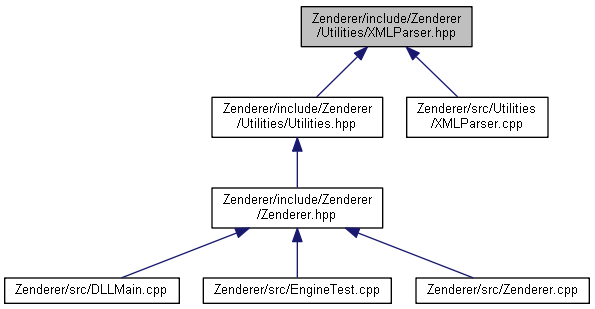 Zenderer/include/Zenderer
/Utilities/XMLParser.hpp
Zenderer/include/Zenderer
/Utilities/Utilities.hpp
Zenderer/src/Utilities
/XMLParser.cpp
Zenderer/include/Zenderer
/Zenderer.hpp
Zenderer/src/DLLMain.cpp
Zenderer/src/EngineTest.cpp
Zenderer/src/Zenderer.cpp